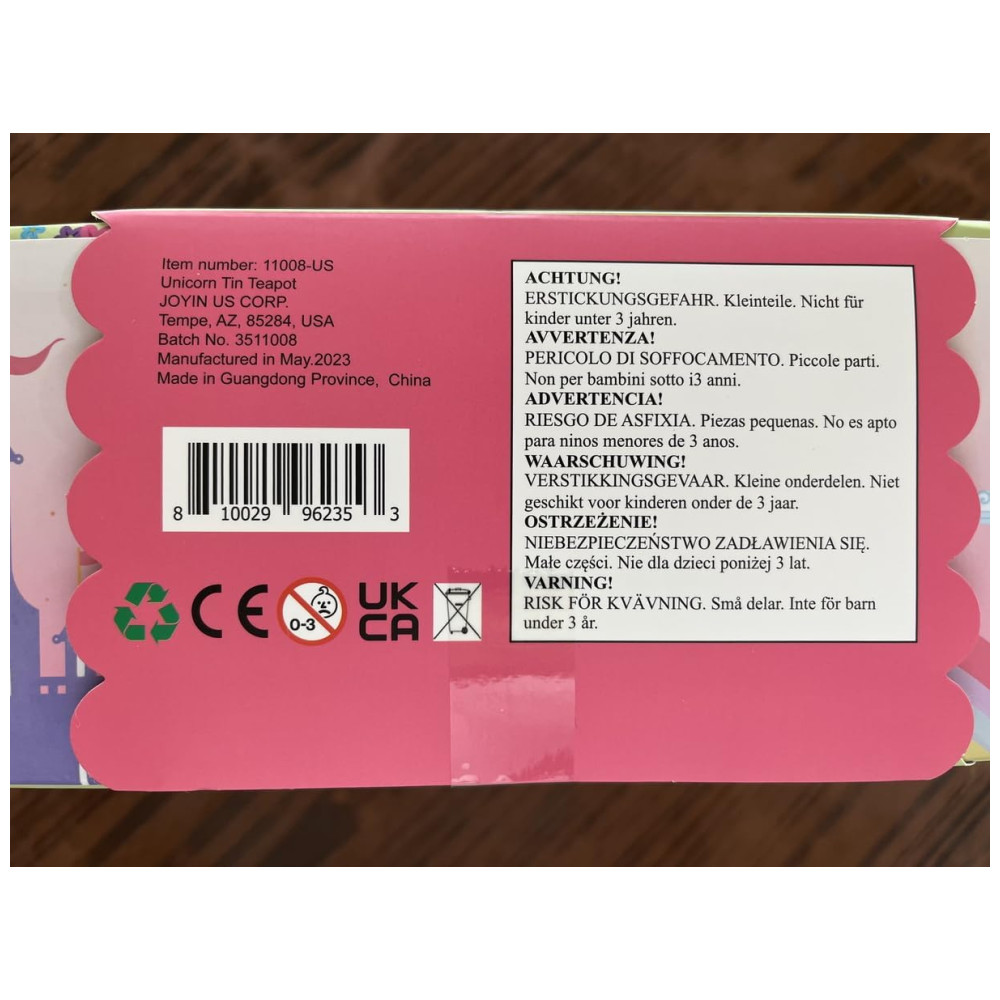 Item number: 11008-US
Unicorn Tin Teapot
JOYIN US CORP.
Tempe, AZ, 85284, USA
Batch No. 3511008
Manufactured in May.2023
Made in Guangdong Province, China
8 10029 96235 3
CE
0-3
UK
CA
ACHTUNG!
ERSTICKUNGSGEFAHR. Kleinteile. Nicht für
kinder unter 3 jahren.
AVVERTENZA!
PERICOLO DI SOFFOCAMENTO. Piccole parti.
Non per bambini sotto i3 anni.
ADVERTENCIA!
RIESGO DE ASFIXIA. Piezas pequenas. No es apto
para ninos menores de 3 anos.
WAARSCHUWING!
VERSTIKKINGSGEVAAR. Kleine onderdelen. Niet
geschikt voor kinderen onder de 3 jaar.
OSTRZEŻENIE!
NIEBEZPIECZEŃSTWO ZADŁAWIENIA SIĘ.
Małe części. Nie dla dzieci poniżej 3 lat.
VARNING!
RISK FÖR KVÄVNING. Små delar. Inte för barn
under 3 år.